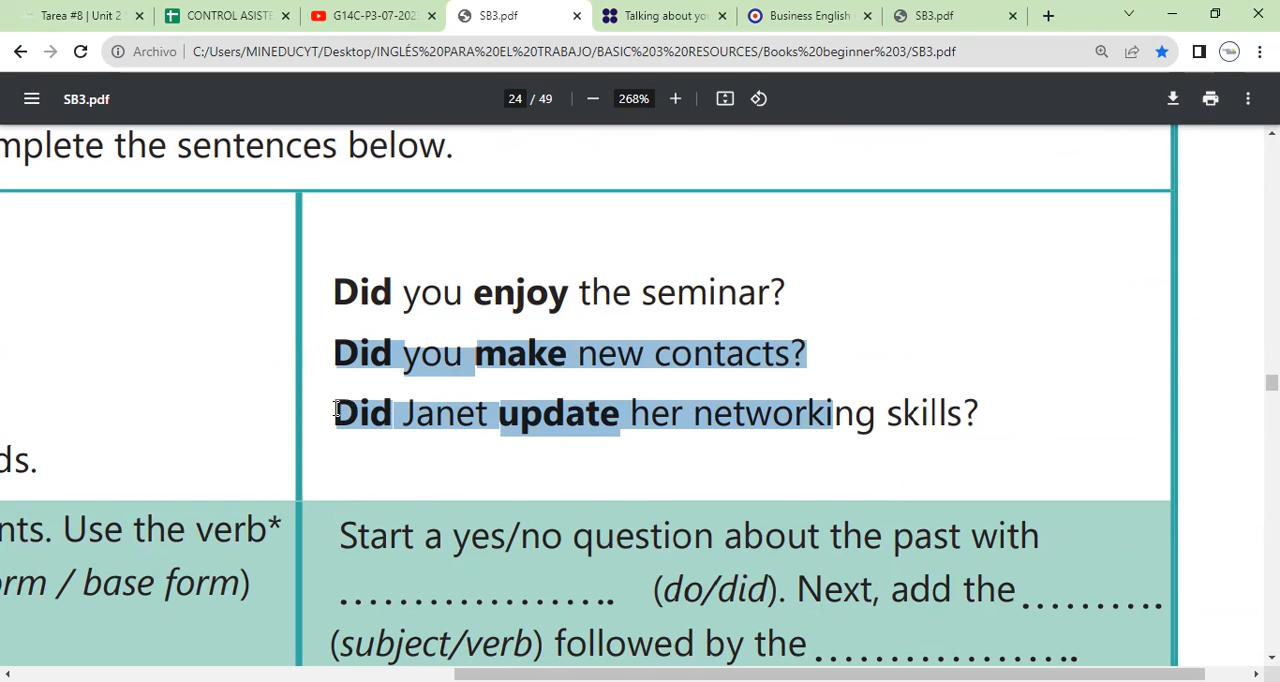 Tarea #8 | Unit 2
CONTROL ASISTE
G14C-P3-07-202
SB3.pdf
Talking about yo
Business English
SB3.pdf
Archivo
C:/Users/MINEDUCYT/Desktop/INGLÉS%20PARA%20EL%20TRABAJO/BASIC%203%20RESOURCES/Books%20beginner%203/SB3.pdf
SB3.pdf
24 / 49
268%
mplete the sentences below.
Did you enjoy the seminar?
Did you make new contacts?
Did Janet update her networking skills?
ds.
nts. Use the verb*
orm / base form)
Start a yes/no question about the past with
.................. (do/did). Next, add the ..........
(subject/verb) followed by the ..................